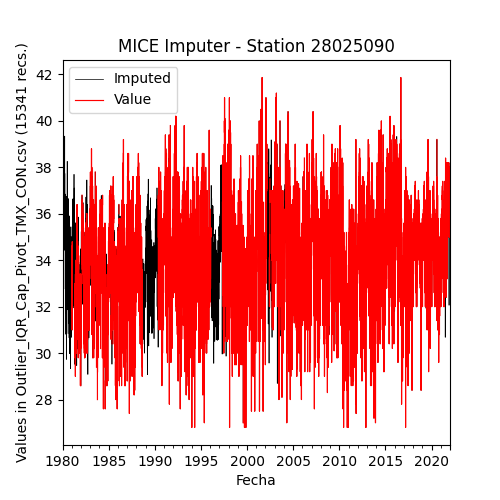 MICE Imputer - Station 28025090
Values in Outlier_IQR_Cap_Pivot_TMX_CON.csv (15341 recs.)
42
40
38
36
34
32
30
28
Imputed
Value
1980 1985 1990 1995 2000 2005 2010 2015 2020
Fecha